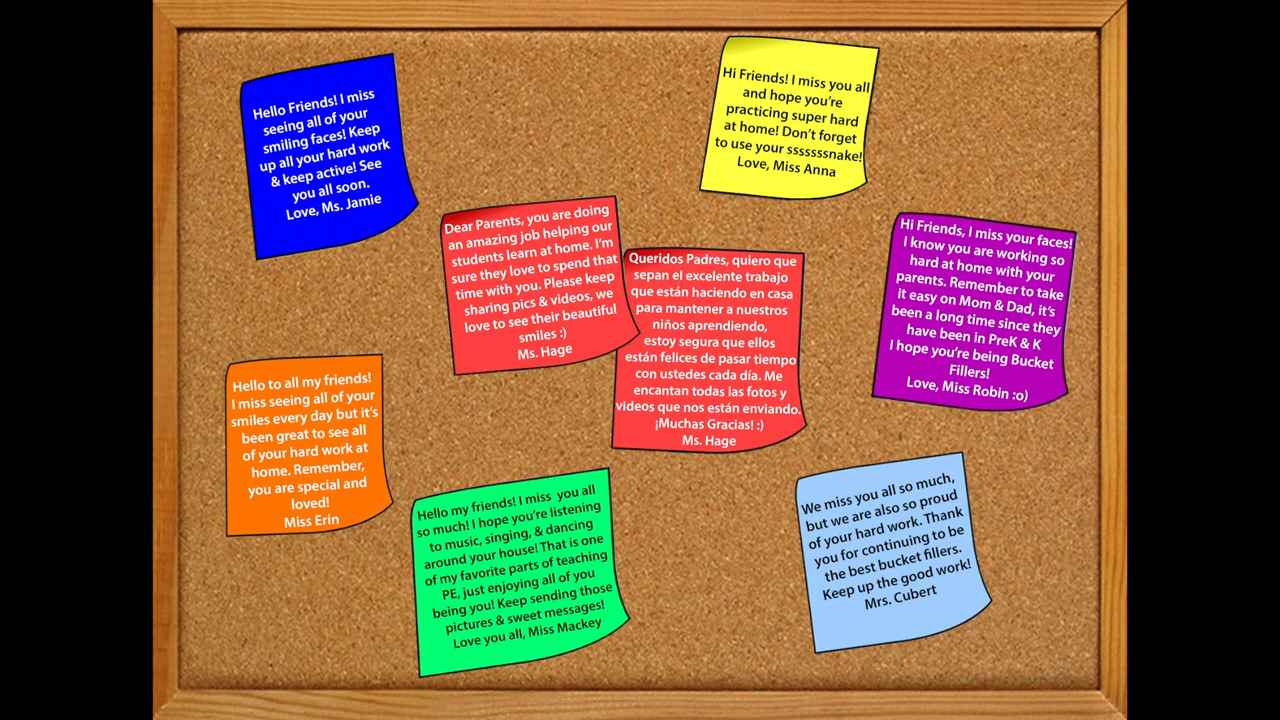 Hello Friends! I miss
seeing all of your
smiling faces! Keep
up all your hard work
& keep active! See
you all soon.
Love, Ms. Jamie
Hi Friends! I miss you all
and hope you're
practicing super hard
at home! Don't forget
to use your sssssssnake!
Love, Miss Anna
Dear Parents, you are doing
an amazing job helping our
students learn at home. I'm
sure they love to spend that
time with you. Please keep
sharing pics & videos, we
love to see their beautiful
smiles :)
Ms. Hage
Queridos Padres, quiero que
sepan el excelente trabajo
que están haciendo en casa
para mantener a nuestros
niños aprendiendo,
estoy segura que ellos
están felices de pasar tiempo
con ustedes cada día. Me
encantan todas las fotos y
videos que nos están enviando.
¡Muchas Gracias! :)
Ms. Hage
Hi Friends, I miss your faces!
I know you are working so
hard at home with your
parents. Remember to take
it easy on Mom & Dad, it's
been a long time since they
have been in PreK & K
I hope you're being Bucket
Fillers!
Love, Miss Robin :o)
Hello to all my friends!
I miss seeing all of your
smiles every day but it's
been great to see all
of your hard work at
home. Remember,
you are special and
loved!
Miss Erin
Hello my friends! I miss you all
so much! I hope you're listening
to music, singing, & dancing
around your house! That is one
of my favorite parts of teaching
PE, just enjoying all of you
being you! Keep sending those
pictures & sweet messages!
Love you all, Miss Mackey
We miss you all so much,
but we are also so proud
of your hard work. Thank
you for continuing to be
the best bucket fillers.
Keep up the good work!
Mrs. Cubert